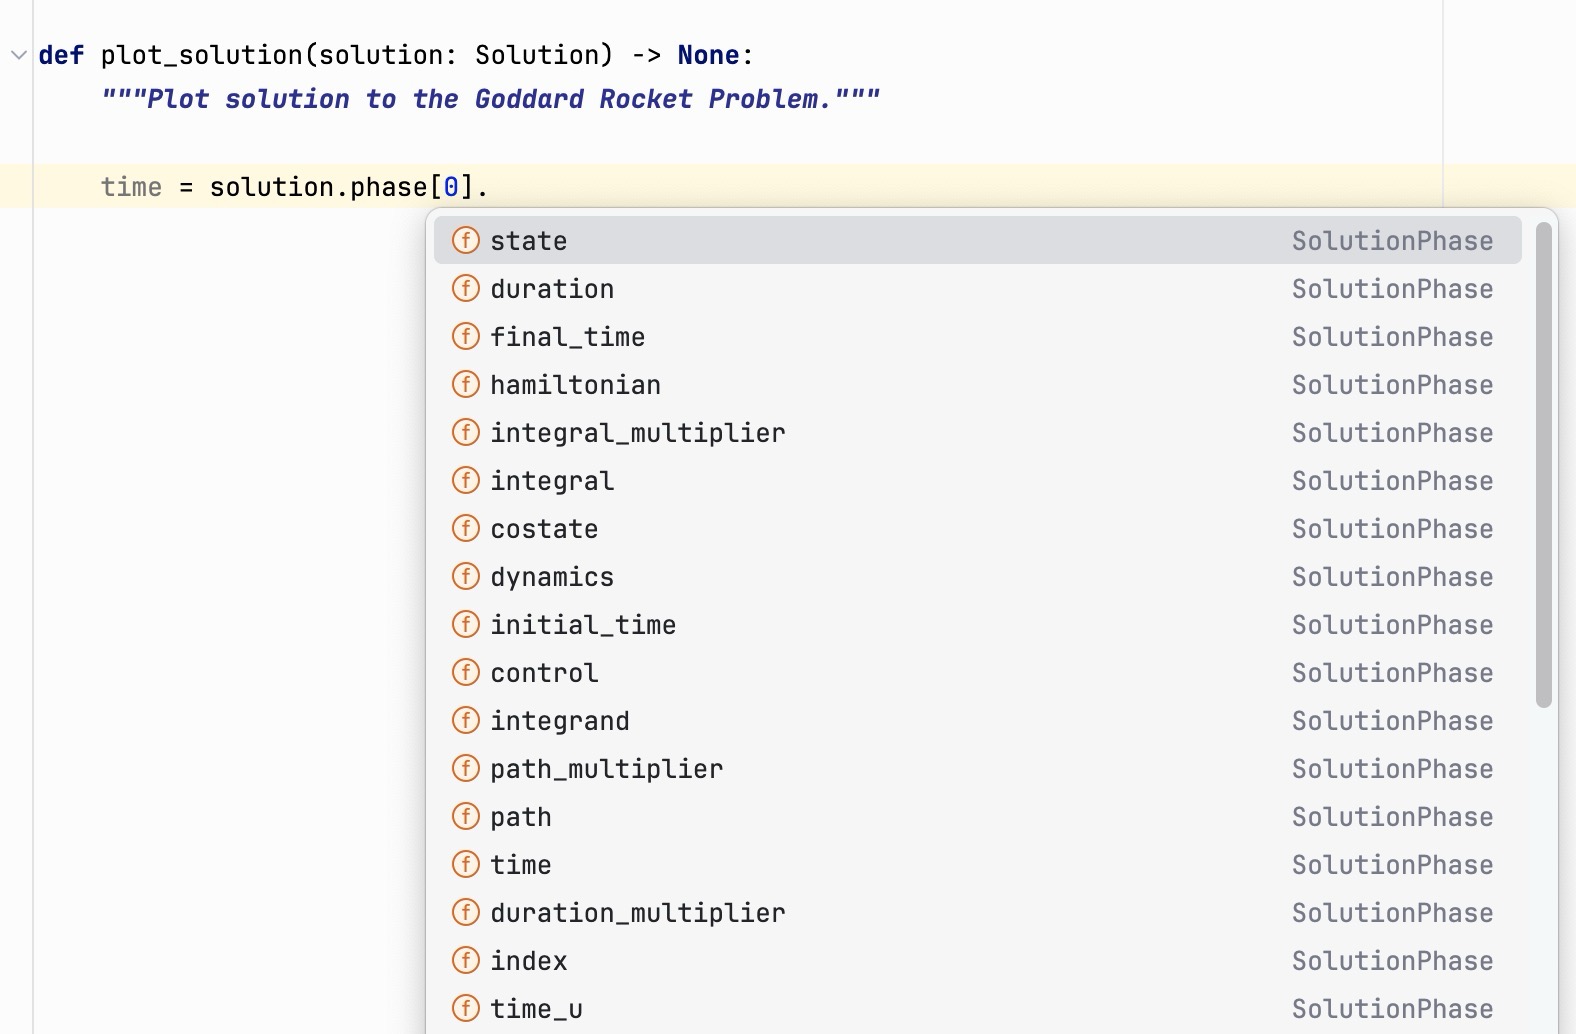 def plot_solution(solution: Solution) -> None:
"""Plot solution to the Goddard Rocket Problem."""
time = solution.phase[0].
f state SolutionPhase
f duration SolutionPhase
f final_time SolutionPhase
f hamiltonian SolutionPhase
f integral_multiplier SolutionPhase
f integral SolutionPhase
f costate SolutionPhase
f dynamics SolutionPhase
f initial_time SolutionPhase
f control SolutionPhase
f integrand SolutionPhase
f path_multiplier SolutionPhase
f path SolutionPhase
f time SolutionPhase
f duration_multiplier SolutionPhase
f index SolutionPhase
f time_u SolutionPhase